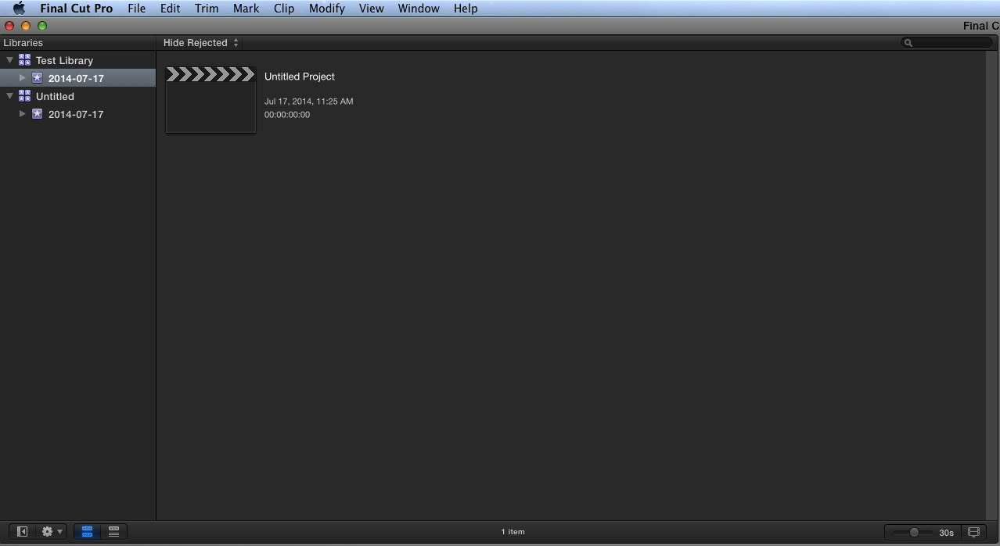 Final Cut Pro File Edit Trim Mark Clip Modify View Window Help
Final C
Libraries Hide Rejected
Test Library
2014-07-17
Untitled
2014-07-17
Untitled Project
Jul 17, 2014, 11:25 AM
00:00:00:00
1 item
30s